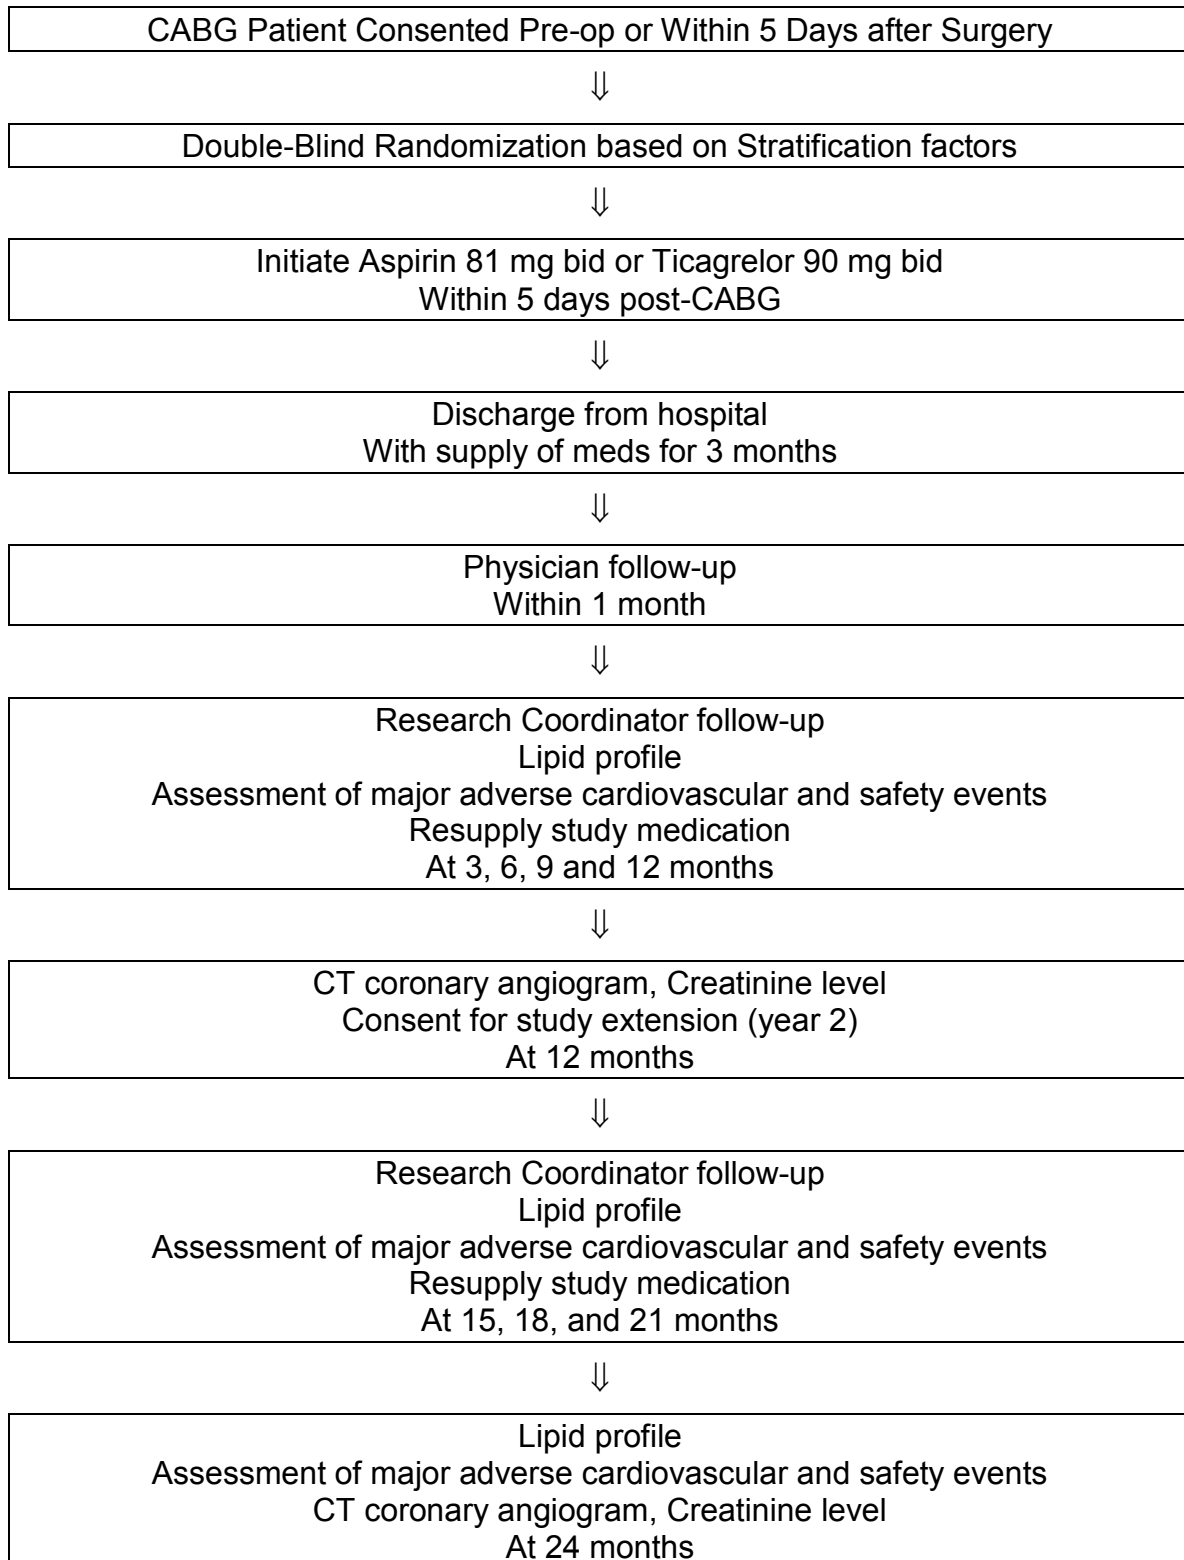 CABG Patient Consented Pre-op or Within 5 Days after Surgery
⇓
Double-Blind Randomization based on Stratification factors
⇓
Initiate Aspirin 81 mg bid or Ticagrelor 90 mg bid
Within 5 days post-CABG
⇓
Discharge from hospital
With supply of meds for 3 months
⇓
Physician follow-up
Within 1 month
⇓
Research Coordinator follow-up
Lipid profile
Assessment of major adverse cardiovascular and safety events
Resupply study medication
At 3, 6, 9 and 12 months
⇓
CT coronary angiogram, Creatinine level
Consent for study extension (year 2)
At 12 months
⇓
Research Coordinator follow-up
Lipid profile
Assessment of major adverse cardiovascular and safety events
Resupply study medication
At 15, 18, and 21 months
⇓
Lipid profile
Assessment of major adverse cardiovascular and safety events
CT coronary angiogram, Creatinine level
At 24 months